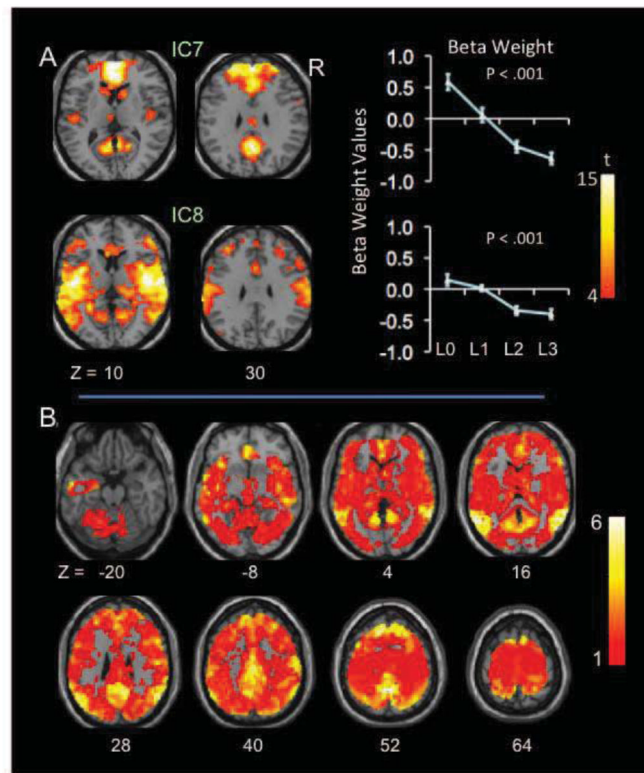 A
IC7
R
Beta Weight
P < .001
1.0
0.5
0.0
-0.5
-1.0
Beta Weight Values
t
15
4
IC8
P < .001
1.0
0.5
0.0
-0.5
-1.0
L0 L1 L2 L3
Z = 10 30
B
Z = -20 -8 4 16
6
1
28 40 52 64